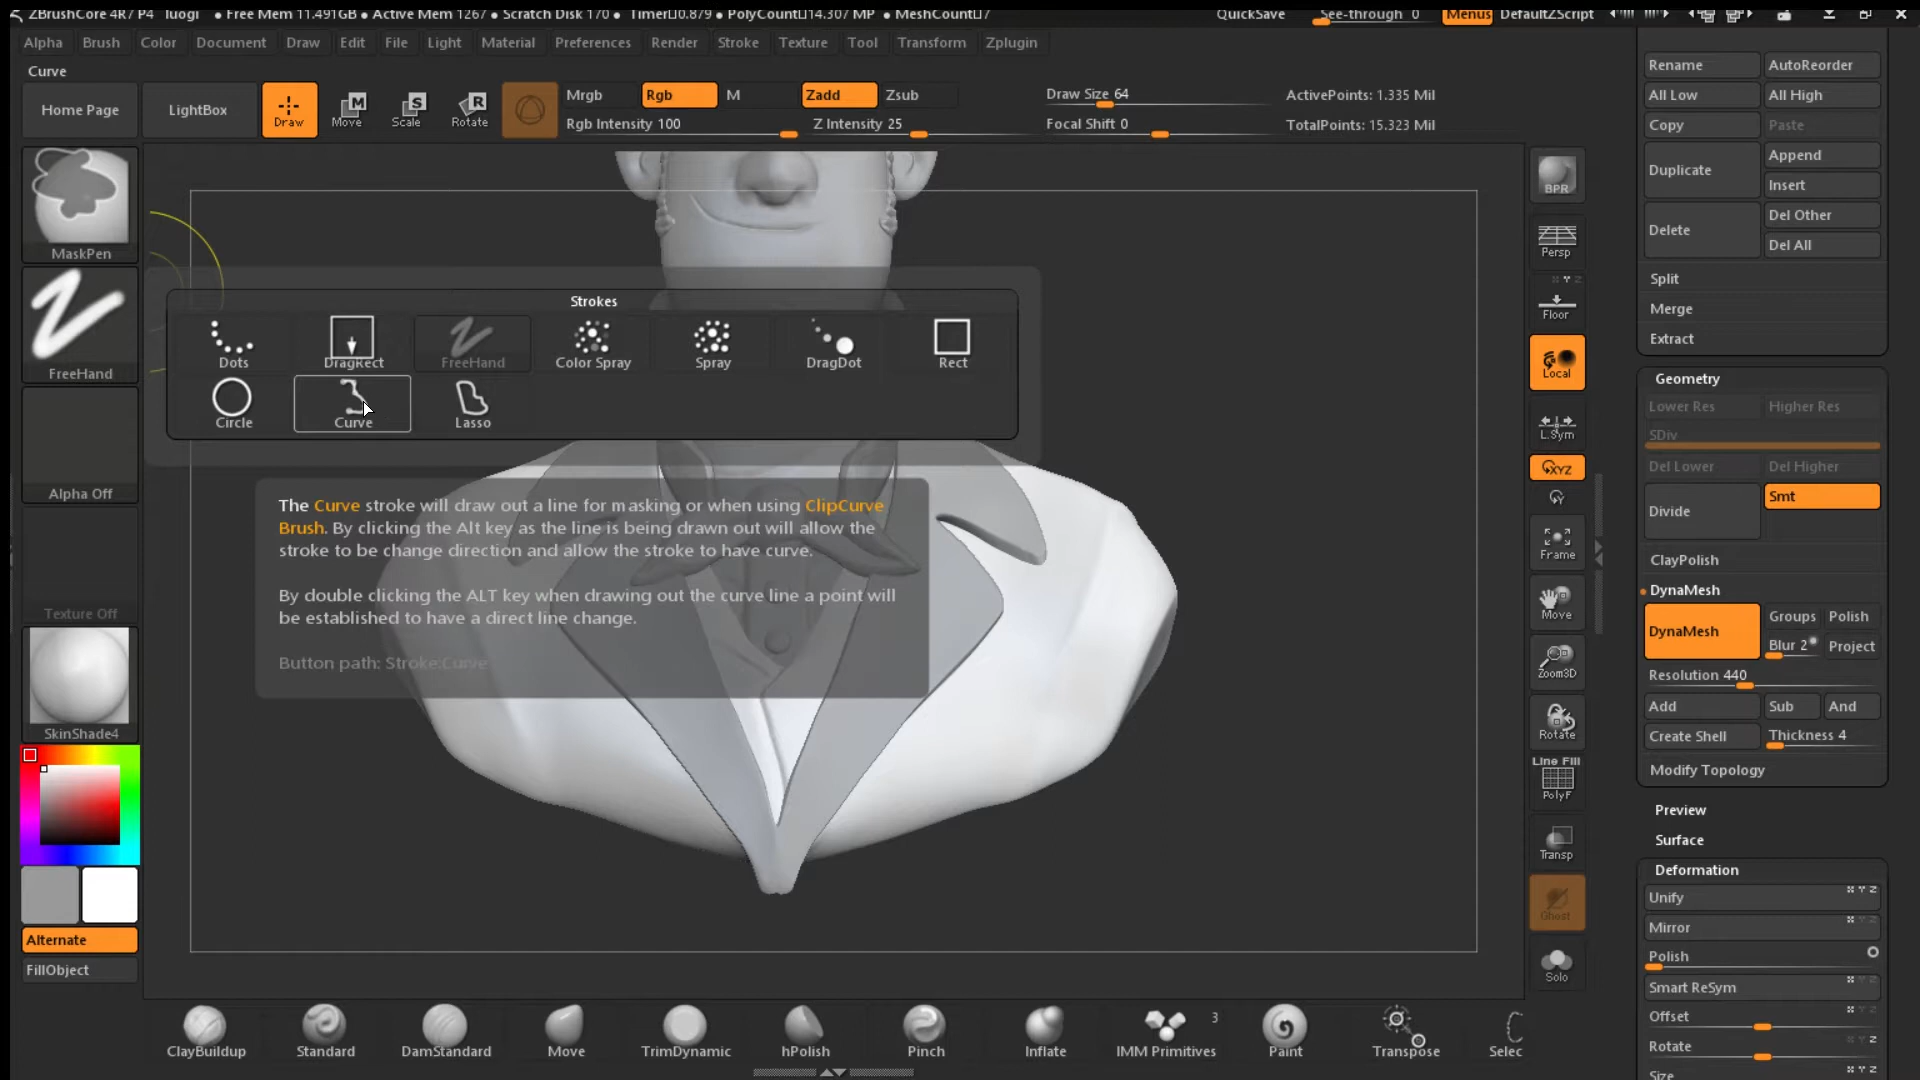 ZBrushCore 4R7 P4 luogi • Free Mem 11.491GB • Active Mem 1267 • Scratch Disk 170 • Timer□0.879 • PolyCount□14.307 MP • MeshCount□7 QuickSave See-through 0 Menus DefaultZScript
Alpha Brush Color Document Draw Edit File Light Material Preferences Render Stroke Texture Tool Transform Zplugin
Curve
Home Page LightBox Draw Move Scale Rotate
M S R
Mrgb Rgb M Zadd Zsub
Rgb Intensity 100 Z Intensity 25
Draw Size 64
Focal Shift 0
ActivePoints: 1.335 Mil
TotalPoints: 15.323 Mil
MaskPen
FreeHand
Alpha Off
Texture Off
SkinShade4
Alternate
FillObject
Strokes
Dots DragRect FreeHand Color Spray Spray DragDot Rect
Circle Curve Lasso
The Curve stroke will draw out a line for masking or when using ClipCurve
Brush. By clicking the Alt key as the line is being drawn out will allow the
stroke to be change direction and allow the stroke to have curve.
By double clicking the ALT key when drawing out the curve line a point will
be established to have a direct line change.
Button path: Stroke:Curve
BPR
Persp
Floor
Local
L.Sym
XYZ
Y
Frame
Move
Zoom3D
Rotate
Line Fill
PolyF
Transp
Ghost
Solo
Rename AutoReorder
All Low All High
Copy Paste
Duplicate Append
Insert
Delete Del Other
Del All
Split
Merge
Extract
Geometry
Lower Res Higher Res
SDiv
Del Lower Del Higher
Divide Smt
ClayPolish
DynaMesh
DynaMesh Groups Polish
Blur 2 Project
Resolution 440
Add Sub And
Create Shell Thickness 4
Modify Topology
Preview
Surface
Deformation
Unify
Mirror
Polish
Smart ReSym
Offset
Rotate
Size
ClayBuildup Standard DamStandard Move TrimDynamic hPolish Pinch Inflate IMM Primitives 3 Paint Transpose Selec